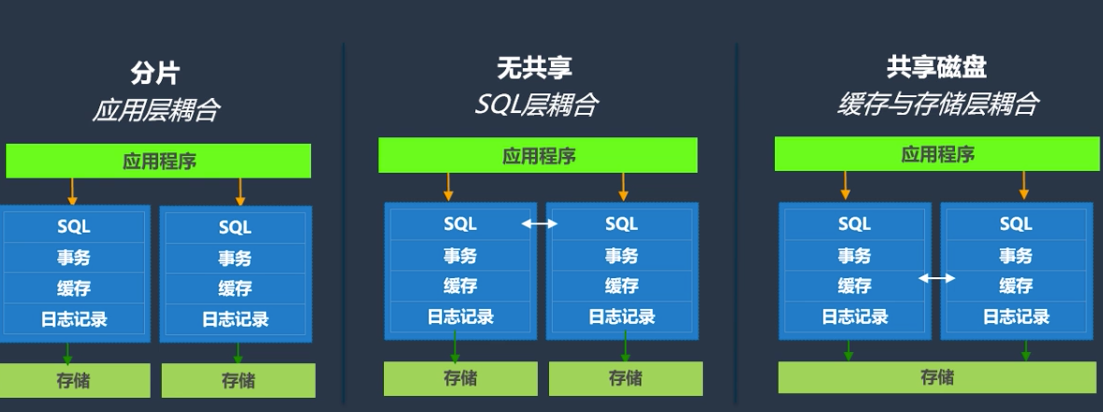 分片
应用层耦合
应用程序
SQL
事务
缓存
日志记录
存储
SQL
事务
缓存
日志记录
存储
无共享
SQL层耦合
应用程序
SQL
事务
缓存
日志记录
存储
SQL
事务
缓存
日志记录
存储
共享磁盘
缓存与存储层耦合
应用程序
SQL
事务
缓存
日志记录
SQL
事务
缓存
日志记录
存储